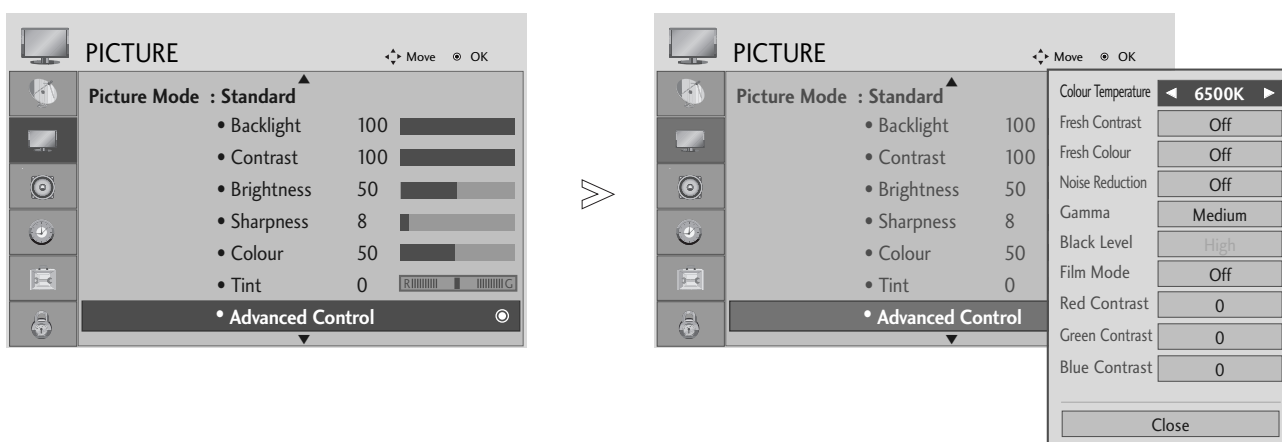 PICTURE
Move OK
Picture Mode : Standard
• Backlight 100
• Contrast 100
• Brightness 50
• Sharpness 8
• Colour 50
• Tint 0 R G
• Advanced Control
PICTURE
Move OK
Picture Mode : Standard
• Backlight 100
• Contrast 100
• Brightness 50
• Sharpness 8
• Colour 50
• Tint 0
• Advanced Control
Colour Temperature 6500K
Fresh Contrast Off
Fresh Colour Off
Noise Reduction Off
Gamma Medium
Black Level High
Film Mode Off
Red Contrast 0
Green Contrast 0
Blue Contrast 0
Close